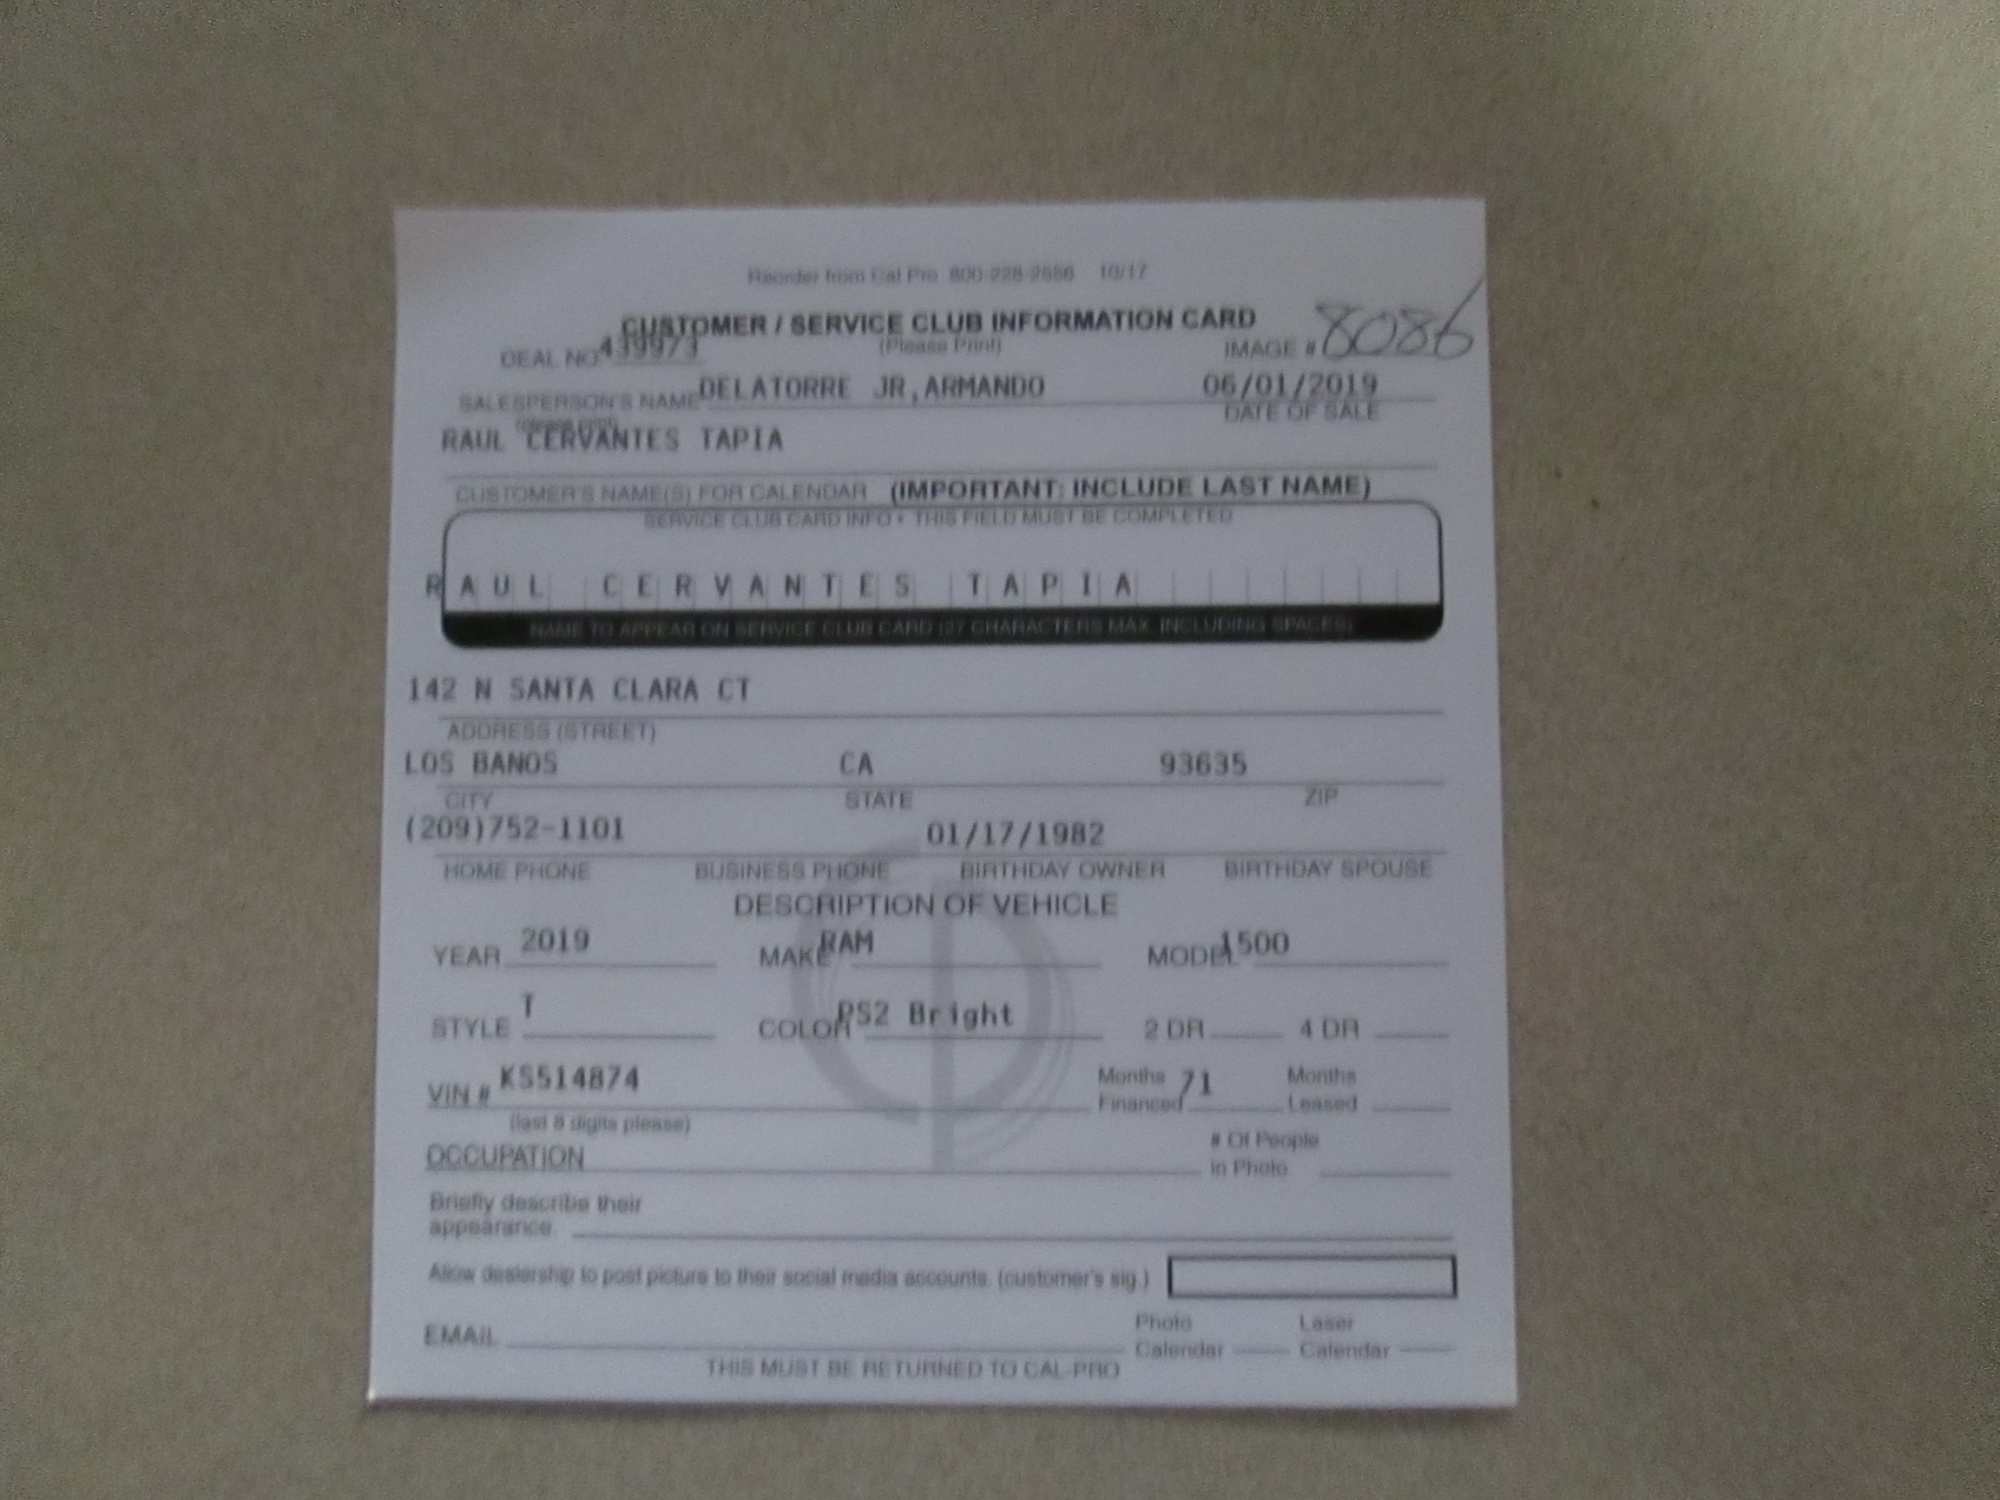 Reorder from Cal Pro 800-228-2556 10/17
CUSTOMER / SERVICE CLUB INFORMATION CARD
DEAL NO 439973 (Please Print) IMAGE # 8086
SALESPERSON'S NAME DELATORRE JR,ARMANDO 06/01/2019
(please print) DATE OF SALE
RAUL CERVANTES TAPIA
CUSTOMER'S NAME(S) FOR CALENDAR (IMPORTANT: INCLUDE LAST NAME)
SERVICE CLUB CARD INFO • THIS FIELD MUST BE COMPLETED
RAUL CERVANTES TAPIA
NAME TO APPEAR ON SERVICE CLUB CARD (27 CHARACTERS MAX. INCLUDING SPACES)
142 N SANTA CLARA CT
ADDRESS (STREET)
LOS BANOS CA 93635
CITY STATE ZIP
(209)752-1101 01/17/1982
HOME PHONE BUSINESS PHONE BIRTHDAY OWNER BIRTHDAY SPOUSE
DESCRIPTION OF VEHICLE
YEAR 2019 MAKE RAM MODEL 1500
STYLE T COLOR PS2 Bright 2 DR 4 DR
VIN # KS514874 Months Financed 71 Months Leased
(last 8 digits please)
OCCUPATION # Of People in Photo
Briefly describe their
appearance.
Allow dealership to post picture to their social media accounts. (customer's sig.)
EMAIL Photo Calendar Laser Calendar
THIS MUST BE RETURNED TO CAL-PRO